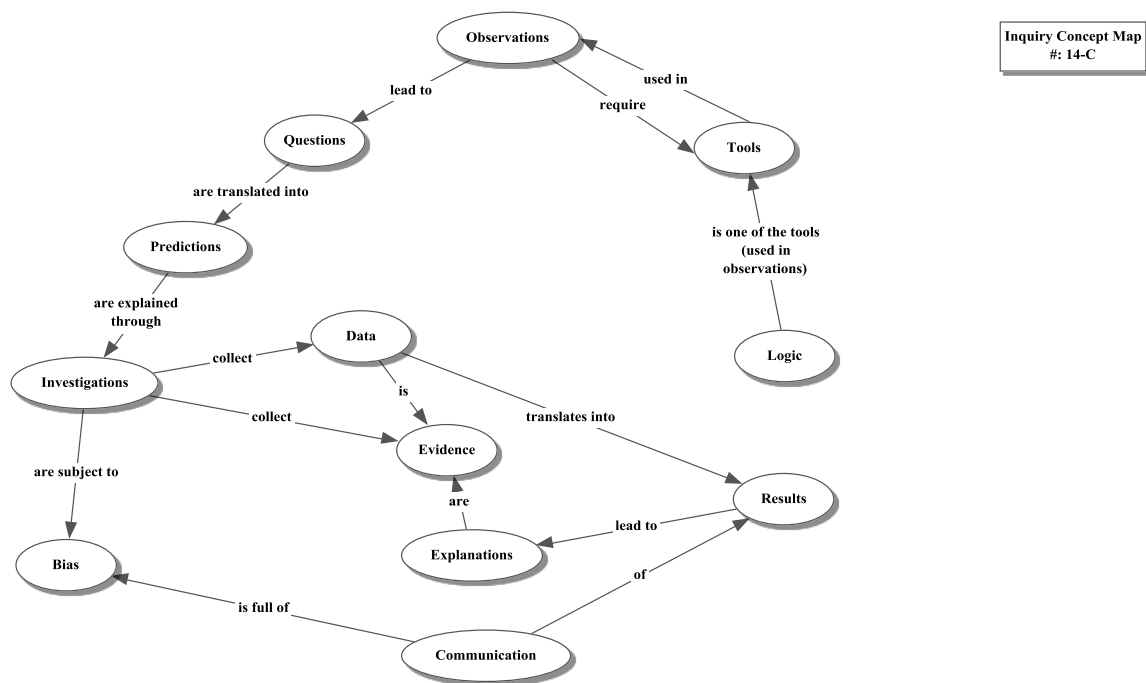 Observations
Inquiry Concept Map
#: 14-C
used in
lead to
require
Questions
Tools
are translated into
is one of the tools
(used in
observations)
Predictions
are explained
through
Data
Logic
collect
Investigations
is
collect
translates into
Evidence
are subject to
are
Results
lead to
Explanations
Bias
of
is full of
Communication